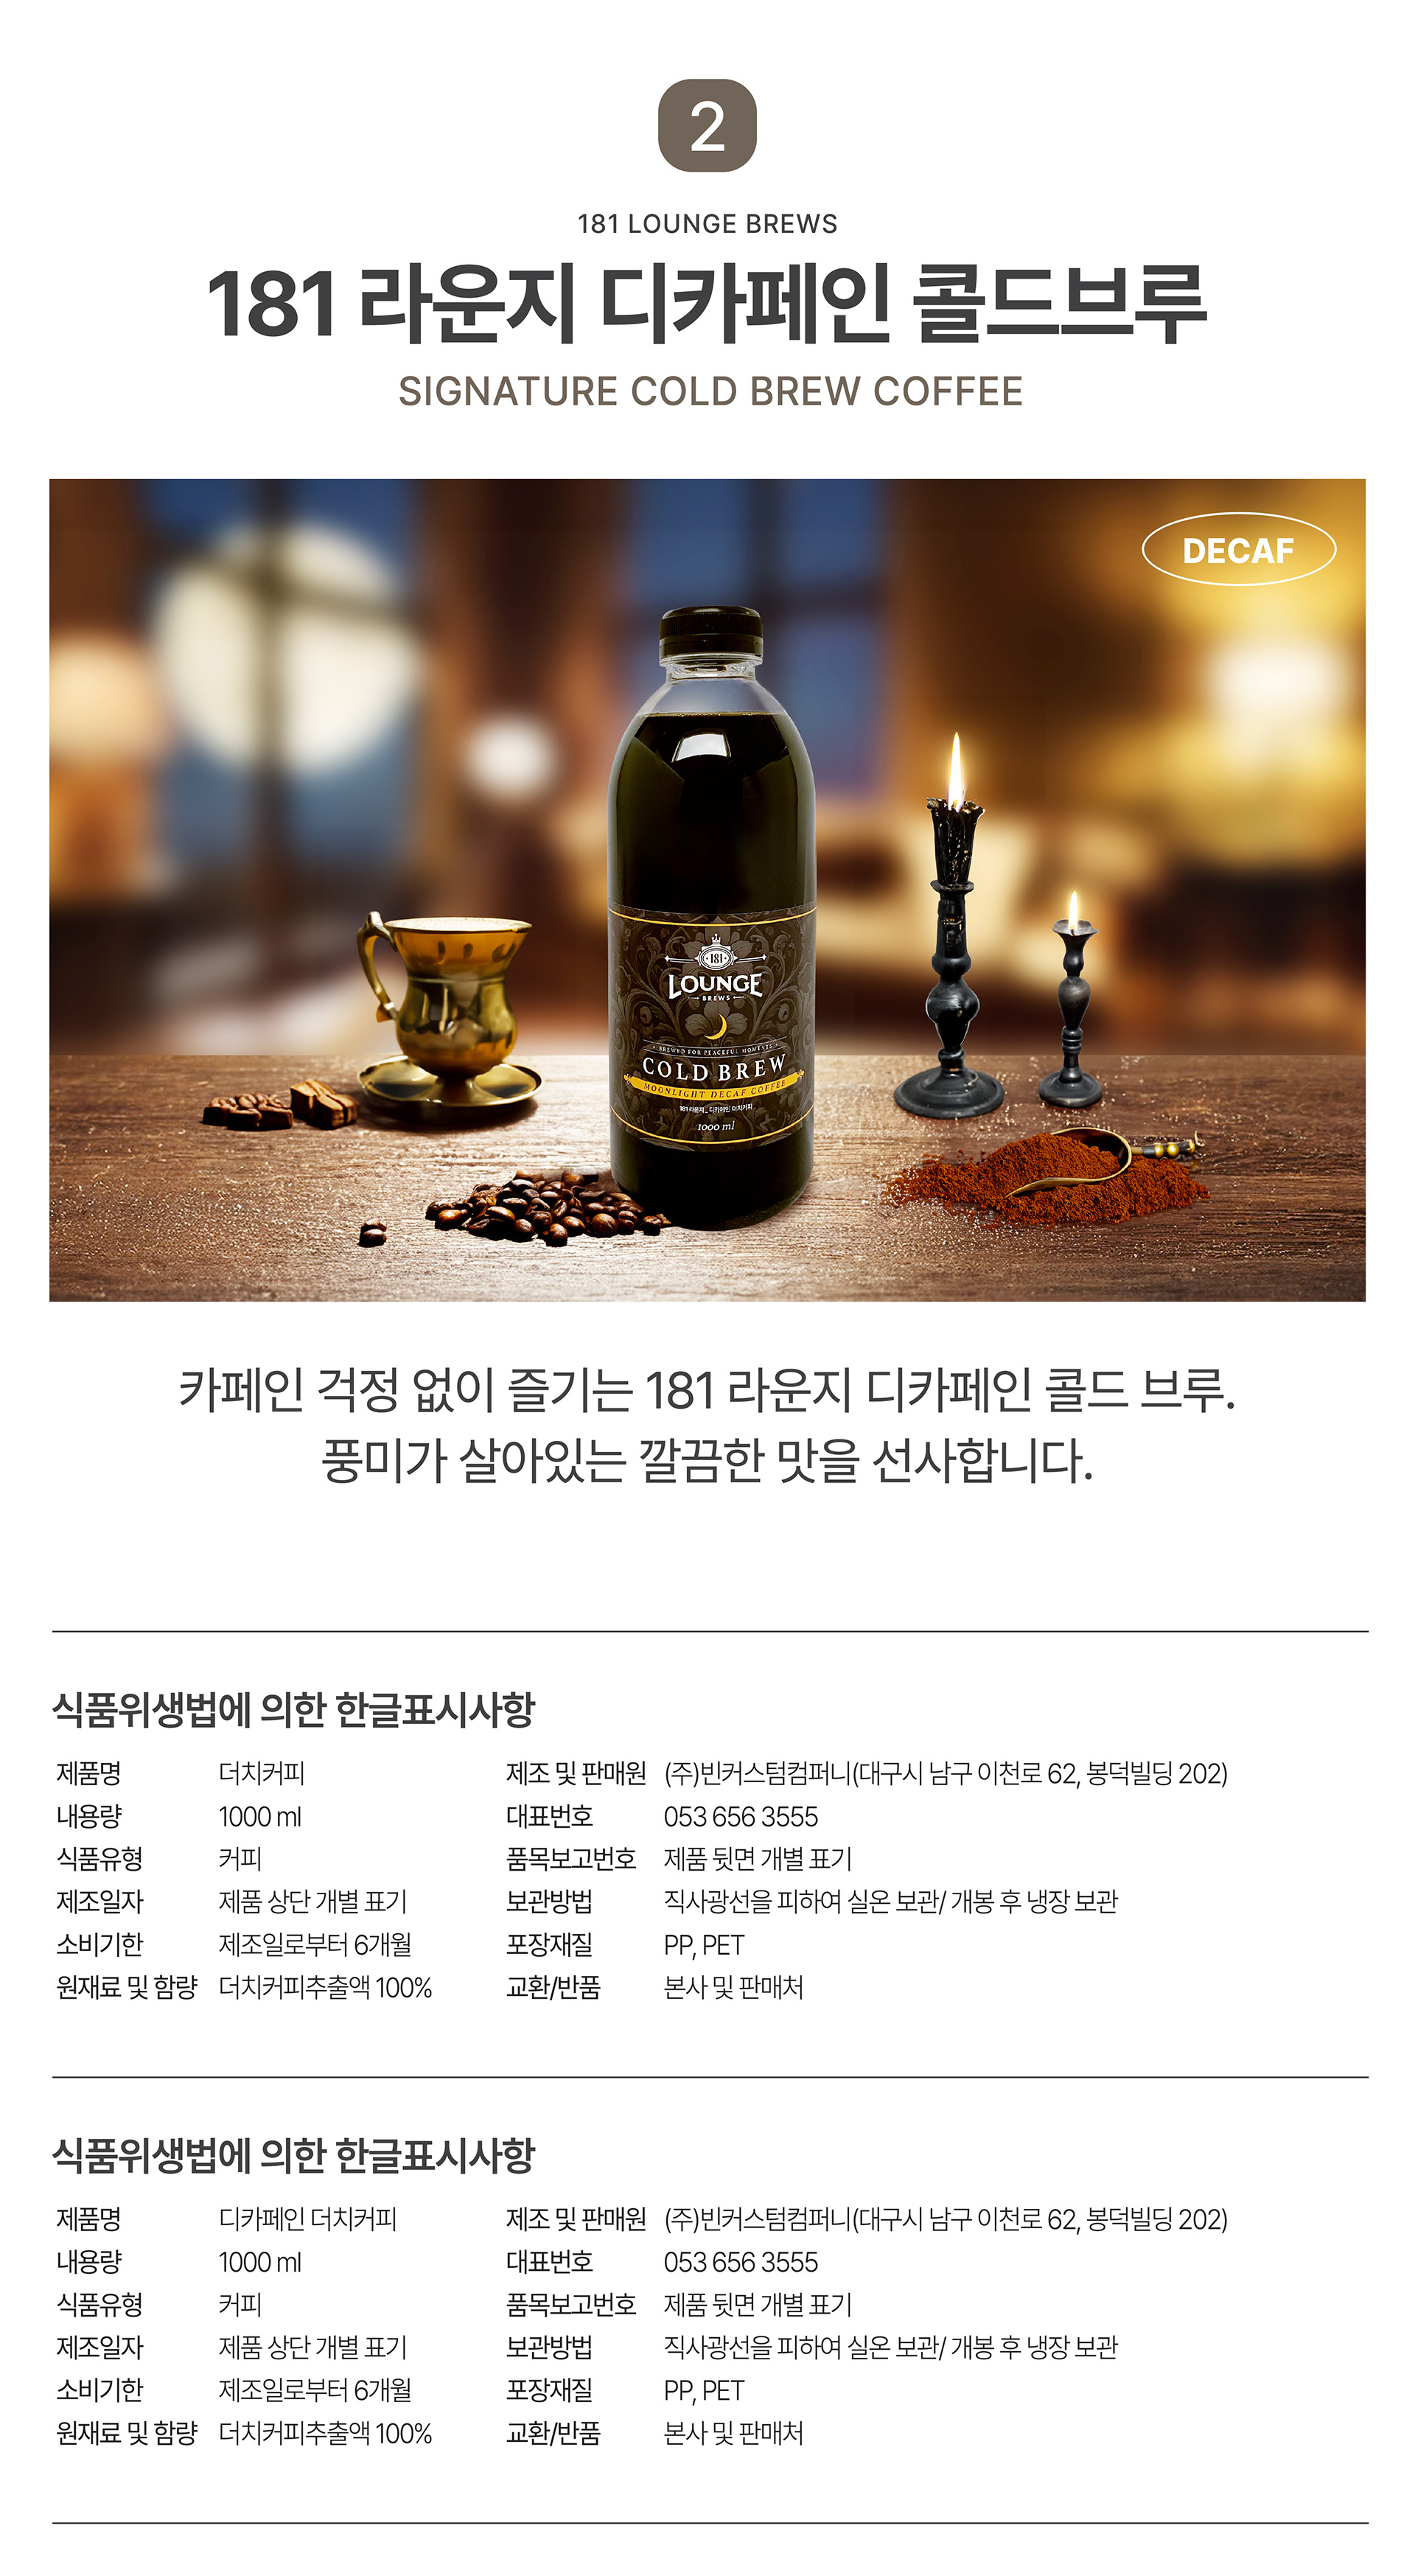 2
181 LOUNGE BREWS
181 라운지 디카페인 콜드브루
SIGNATURE COLD BREW COFFEE
DECAF
181
LOUNGE
BREWS
BREWED FOR PEACEFUL MOMENTS
COLD BREW
MOONLIGHT DECAF COFFEE
181 라운지_ 디카페인 더치커피
1000 ml
카페인 걱정 없이 즐기는 181 라운지 디카페인 콜드 브루.
풍미가 살아있는 깔끔한 맛을 선사합니다.
식품위생법에 의한 한글표시사항
제품명 더치커피 제조 및 판매원 (주)빈커스텀컴퍼니(대구시 남구 이천로 62, 봉덕빌딩 202)
내용량 1000 ml 대표번호 053 656 3555
식품유형 커피 품목보고번호 제품 뒷면 개별 표기
제조일자 제품 상단 개별 표기 보관방법 직사광선을 피하여 실온 보관/ 개봉 후 냉장 보관
소비기한 제조일로부터 6개월 포장재질 PP, PET
원재료 및 함량 더치커피추출액 100% 교환/반품 본사 및 판매처
식품위생법에 의한 한글표시사항
제품명 디카페인 더치커피 제조 및 판매원 (주)빈커스텀컴퍼니(대구시 남구 이천로 62, 봉덕빌딩 202)
내용량 1000 ml 대표번호 053 656 3555
식품유형 커피 품목보고번호 제품 뒷면 개별 표기
제조일자 제품 상단 개별 표기 보관방법 직사광선을 피하여 실온 보관/ 개봉 후 냉장 보관
소비기한 제조일로부터 6개월 포장재질 PP, PET
원재료 및 함량 더치커피추출액 100% 교환/반품 본사 및 판매처